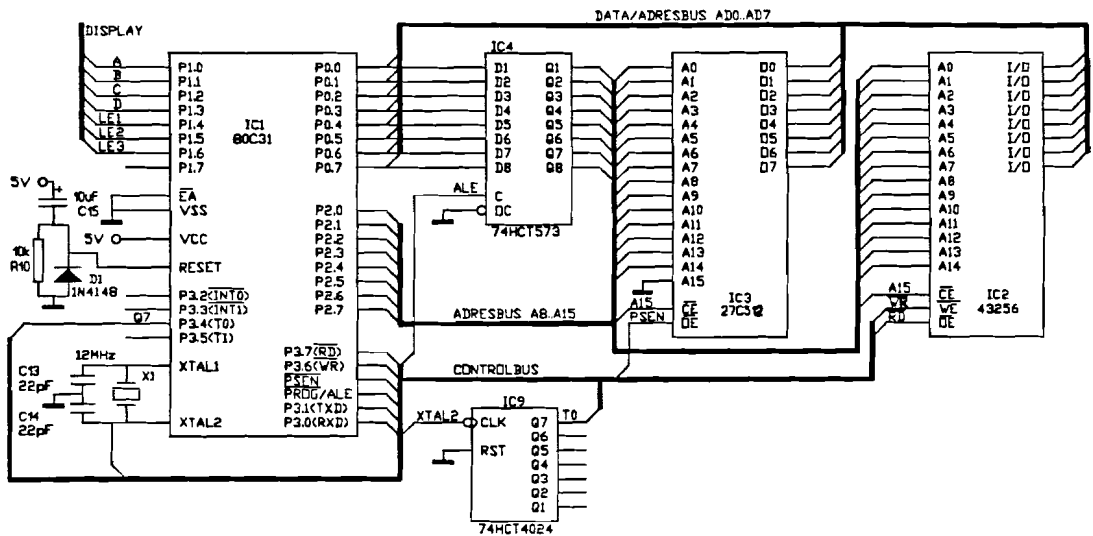 DATA/ADRESBUS AD0..AD7
DISPLAY
A
B
C
D
LE1
LE2
LE3
P1.0
P1.1
P1.2
P1.3
P1.4
P1.5
P1.6
P1.7
EA
VSS
VCC
RESET
P3.2(INT0)
P3.3(INT1)
P3.4(T0)
P3.5(T1)
XTAL1
XTAL2
IC1
80C31
P0.0
P0.1
P0.2
P0.3
P0.4
P0.5
P0.6
P0.7
P2.0
P2.1
P2.2
P2.3
P2.4
P2.5
P2.6
P2.7
P3.7(RD)
P3.6(WR)
PSEN
PROG/ALE
P3.1(TXD)
P3.0(RXD)
5V
+
10uF
C15
10k
R10
5V
D1
1N4148
Q7
12MHz
X1
C13
22pF
C14
22pF
IC4
D1
D2
D3
D4
D5
D6
D7
D8
C
OC
Q1
Q2
Q3
Q4
Q5
Q6
Q7
Q8
ALE
74HCT573
A0
A1
A2
A3
A4
A5
A6
A7
A8
A9
A10
A11
A12
A13
A14
A15
CE
OE
D0
D1
D2
D3
D4
D5
D6
D7
A15
PSEN
IC3
27C512
A0
A1
A2
A3
A4
A5
A6
A7
A8
A9
A10
A11
A12
A13
A14
CE
WE
OE
I/O
I/O
I/O
I/O
I/O
I/O
I/O
I/O
A15
WR
RD
IC2
43256
ADRESBUS A8..A15
CONTROLBUS
IC9
XTAL2
CLK
RST
Q7
Q6
Q5
Q4
Q3
Q2
Q1
T0
74HCT4024